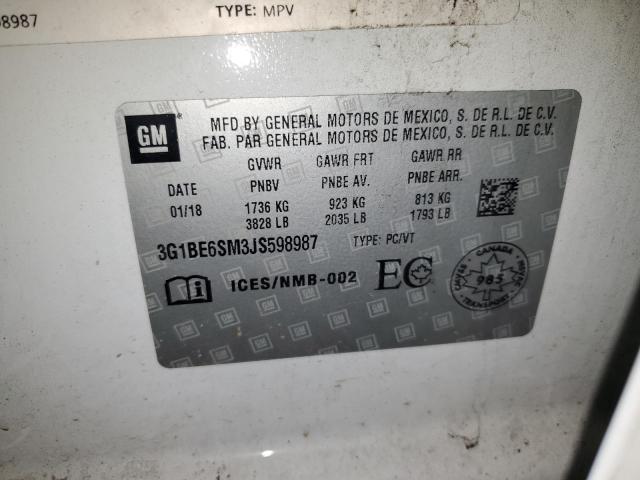 98987
TYPE: MPV
GM
MFD BY GENERAL MOTORS DE MEXICO, S. DE R.L. DE C.V.
FAB. PAR GENERAL MOTORS DE MEXICO, S. DE R.L. DE C.V.
GVWR GAWR FRT GAWR RR
DATE PNBV PNBE AV. PNBE ARR.
01/18 1736 KG 923 KG 813 KG
3828 LB 2035 LB 1793 LB
3G1BE6SM3JS598987 TYPE: PC/VT
ICES/NMB-002 EC
CANADA
985
TRANSPORT